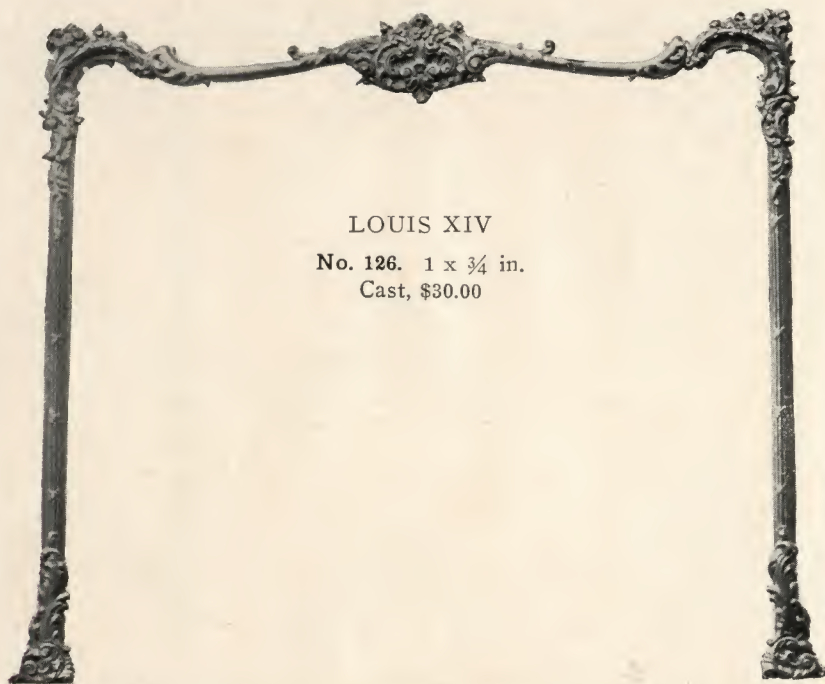 LOUIS XIV
No. 126. 1 x ¾ in.
Cast, $30.00